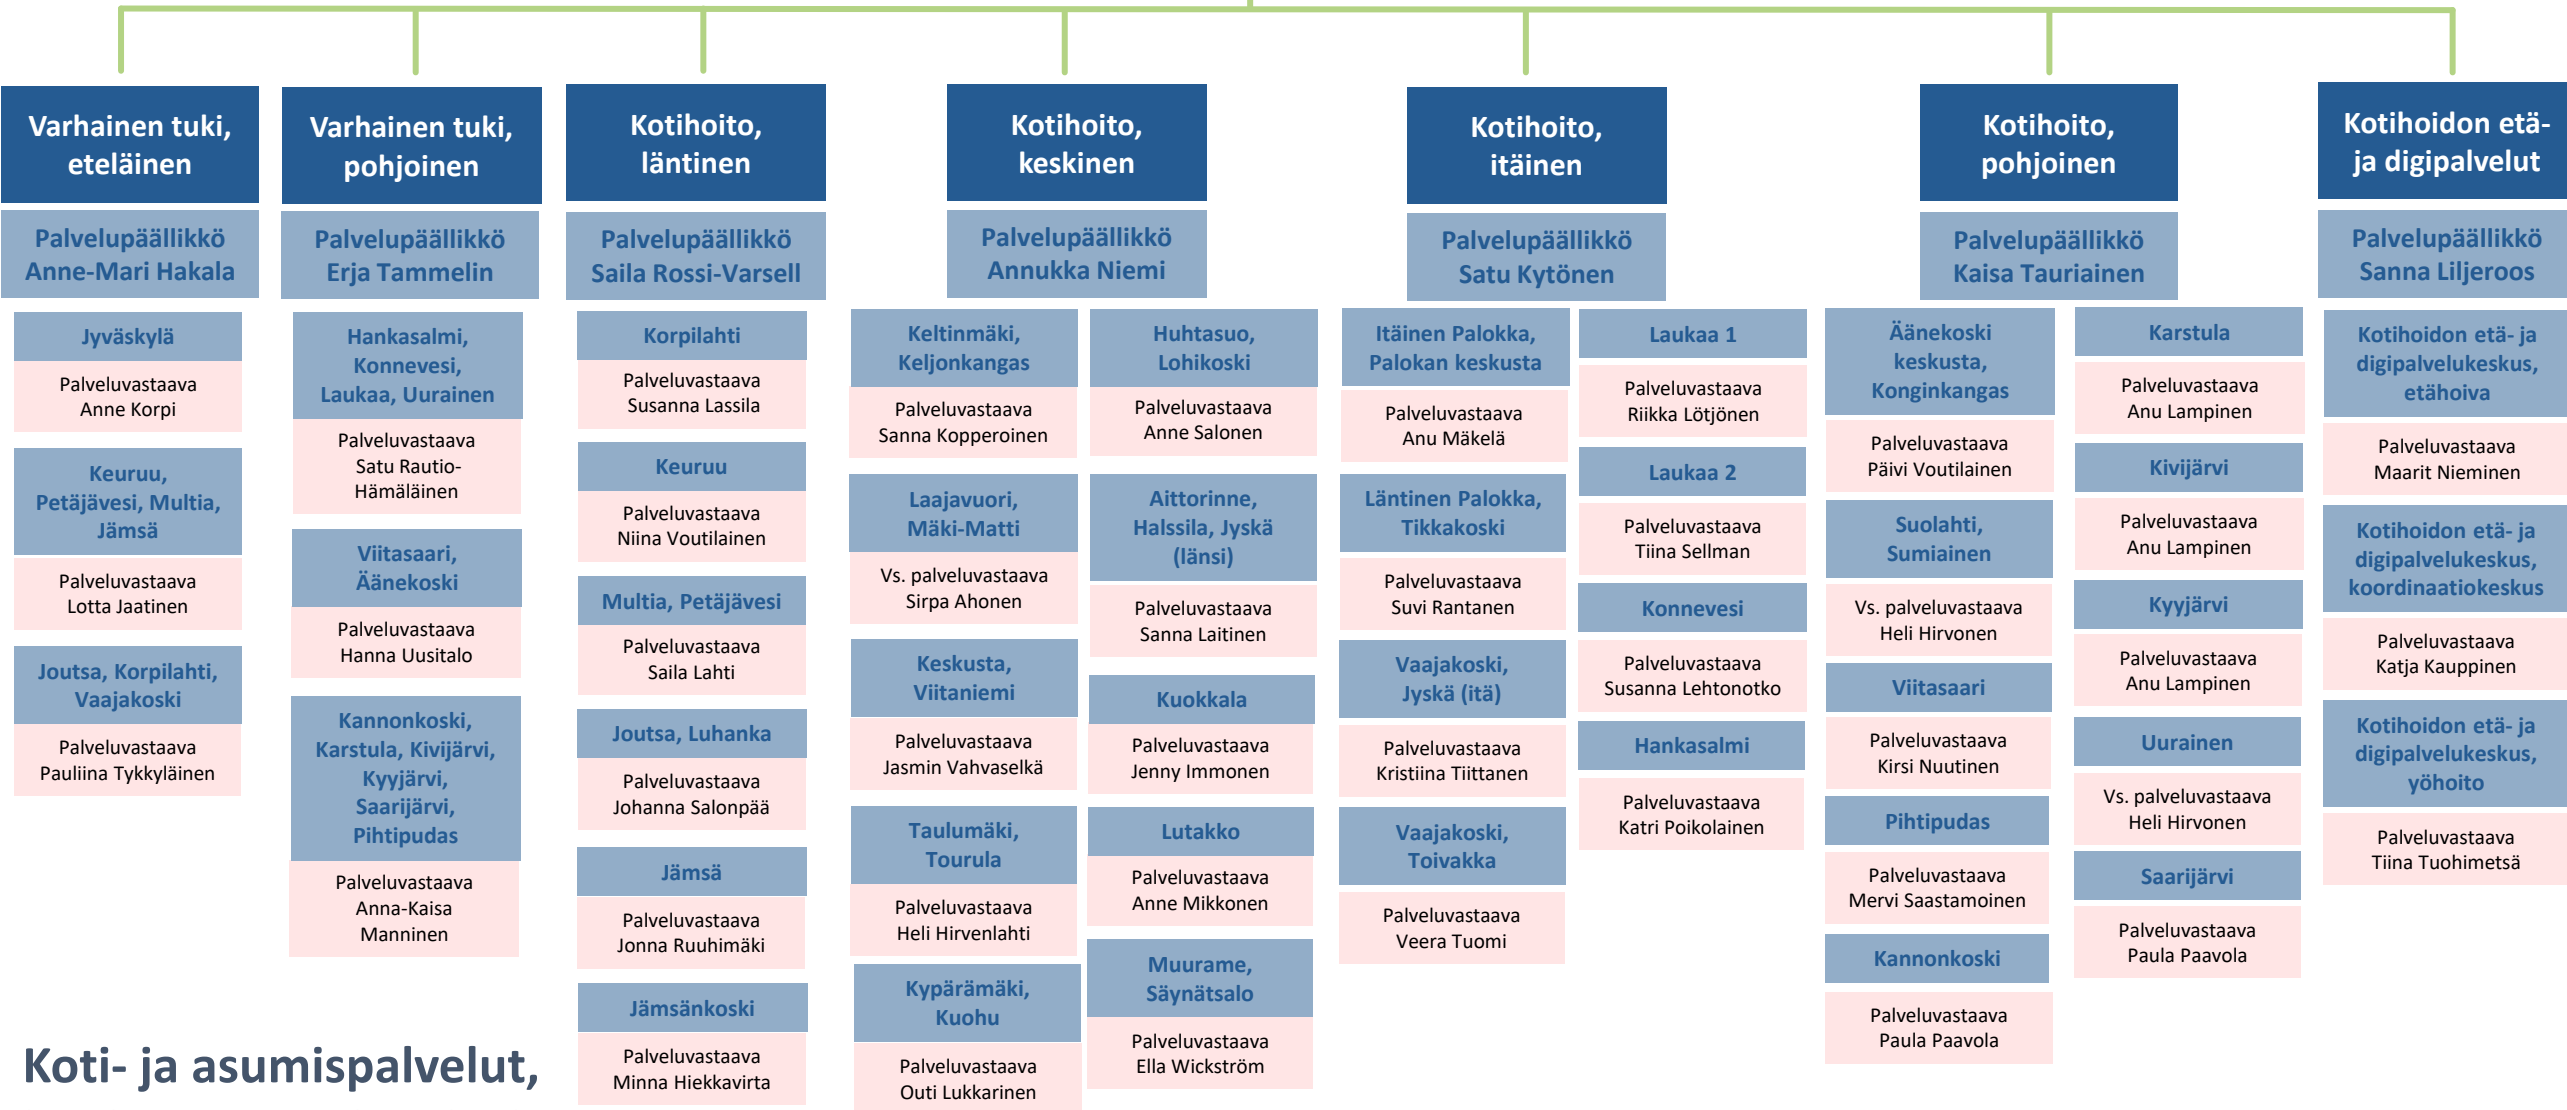 Varhainen tuki,
eteläinen
Palvelupäällikkö
Anne-Mari Hakala
Jyväskylä
Palveluvastaava
Anne Korpi
Keuruu,
Petäjävesi, Multia,
Jämsä
Palveluvastaava
Lotta Jaatinen
Joutsa, Korpilahti,
Vaajakoski
Palveluvastaava
Pauliina Tykkyläinen
Varhainen tuki,
pohjoinen
Palvelupäällikkö
Erja Tammelin
Hankasalmi,
Konnevesi,
Laukaa, Uurainen
Palveluvastaava
Satu Rautio-
Hämäläinen
Viitasaari,
Äänekoski
Palveluvastaava
Hanna Uusitalo
Kannonkoski,
Karstula, Kivijärvi,
Kyyjärvi,
Saarijärvi,
Pihtipudas
Palveluvastaava
Anna-Kaisa
Manninen
Kotihoito,
läntinen
Palvelupäällikkö
Saila Rossi-Varsell
Korpilahti
Palveluvastaava
Susanna Lassila
Keuruu
Palveluvastaava
Niina Voutilainen
Multia, Petäjävesi
Palveluvastaava
Saila Lahti
Joutsa, Luhanka
Palveluvastaava
Johanna Salonpää
Jämsä
Palveluvastaava
Jonna Ruuhimäki
Jämsänkoski
Palveluvastaava
Minna Hiekkavirta
Kotihoito,
keskinen
Palvelupäällikkö
Annukka Niemi
Keltinmäki,
Keljonkangas
Palveluvastaava
Sanna Kopperoinen
Laajavuori,
Mäki-Matti
Vs. palveluvastaava
Sirpa Ahonen
Keskusta,
Viitaniemi
Palveluvastaava
Jasmin Vahvaselkä
Taulumäki,
Tourula
Palveluvastaava
Heli Hirvenlahti
Kypärämäki,
Kuohu
Palveluvastaava
Outi Lukkarinen
Huhtasuo,
Lohikoski
Palveluvastaava
Anne Salonen
Aittorinne,
Halssila, Jyskä
(länsi)
Palveluvastaava
Sanna Laitinen
Kuokkala
Palveluvastaava
Jenny Immonen
Lutakko
Palveluvastaava
Anne Mikkonen
Muurame,
Säynätsalo
Palveluvastaava
Ella Wickström
Kotihoito,
itäinen
Palvelupäällikkö
Satu Kytönen
Itäinen Palokka,
Palokan keskusta
Palveluvastaava
Anu Mäkelä
Läntinen Palokka,
Tikkakoski
Palveluvastaava
Suvi Rantanen
Vaajakoski,
Jyskä (itä)
Palveluvastaava
Kristiina Tiittanen
Vaajakoski,
Toivakka
Palveluvastaava
Veera Tuomi
Laukaa 1
Palveluvastaava
Riikka Lötjönen
Laukaa 2
Palveluvastaava
Tiina Sellman
Konnevesi
Palveluvastaava
Susanna Lehtonotko
Hankasalmi
Palveluvastaava
Katri Poikolainen
Kotihoito,
pohjoinen
Palvelupäällikkö
Kaisa Tauriainen
Äänekoski
keskusta,
Konginkangas
Palveluvastaava
Päivi Voutilainen
Suolahti,
Sumiainen
Vs. palveluvastaava
Heli Hirvonen
Viitasaari
Palveluvastaava
Kirsi Nuutinen
Pihtipudas
Palveluvastaava
Mervi Saastamoinen
Kannonkoski
Palveluvastaava
Paula Paavola
Karstula
Palveluvastaava
Anu Lampinen
Kivijärvi
Palveluvastaava
Anu Lampinen
Kyyjärvi
Palveluvastaava
Anu Lampinen
Uurainen
Vs. palveluvastaava
Heli Hirvonen
Saarijärvi
Palveluvastaava
Paula Paavola
Kotihoidon etä-
ja digipalvelut
Palvelupäällikkö
Sanna Liljeroos
Kotihoidon etä- ja
digipalvelukeskus,
etähoiva
Palveluvastaava
Maarit Nieminen
Kotihoidon etä- ja
digipalvelukeskus,
koordinaatiokeskus
Palveluvastaava
Katja Kauppinen
Kotihoidon etä- ja
digipalvelukeskus,
yöhoito
Palveluvastaava
Tiina Tuohimetsä
Koti- ja asumispalvelut,